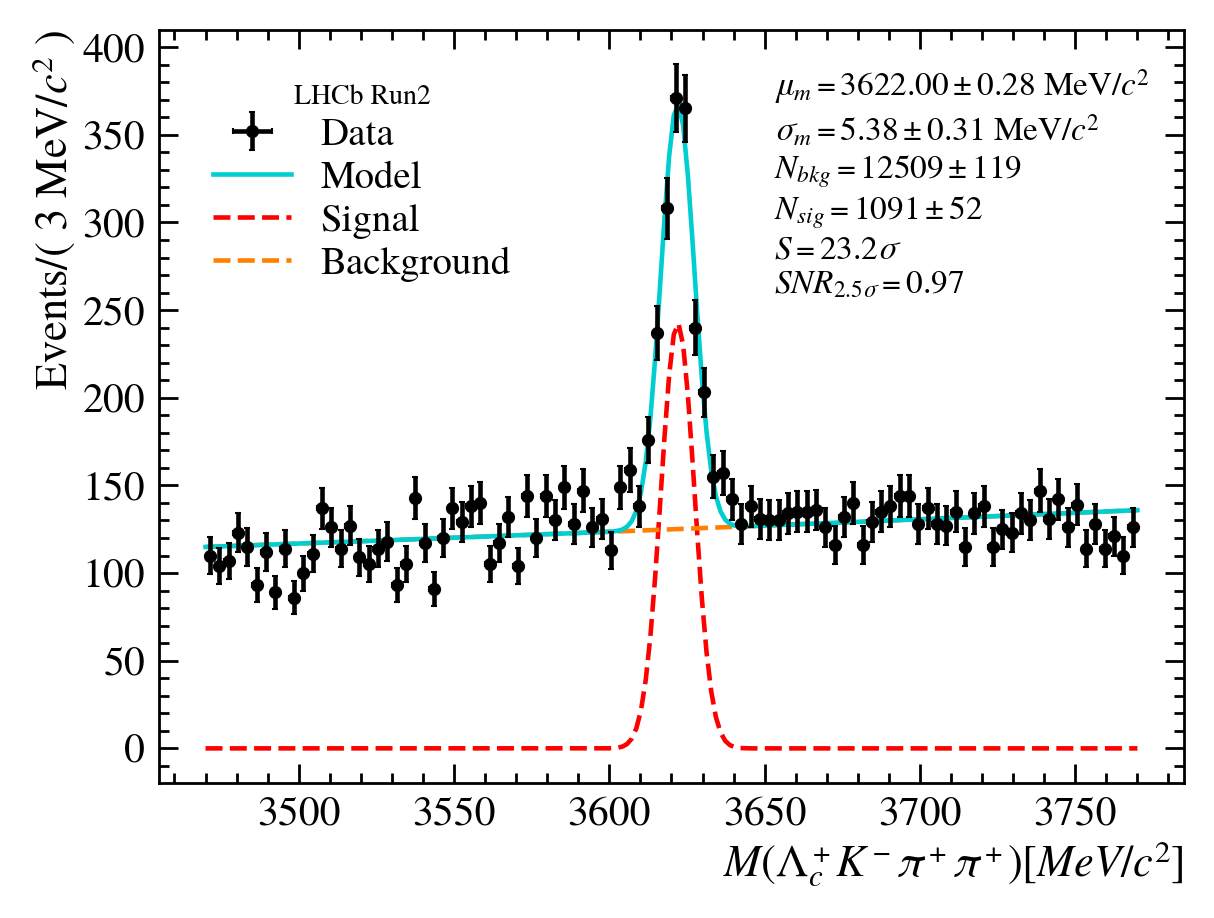 Events/( 3 MeV/c² )
400
350
300
250
200
150
100
50
0
LHCb Run2
Data
Model
Signal
Background
μ_m = 3622.00 ± 0.28 MeV/c²
σ_m = 5.38 ± 0.31 MeV/c²
N_bkg = 12509 ± 119
N_sig = 1091 ± 52
S = 23.2σ
SNR_2.5σ = 0.97
3500 3550 3600 3650 3700 3750
M(Λ_c⁺K⁻π⁺π⁺)[MeV/c²]